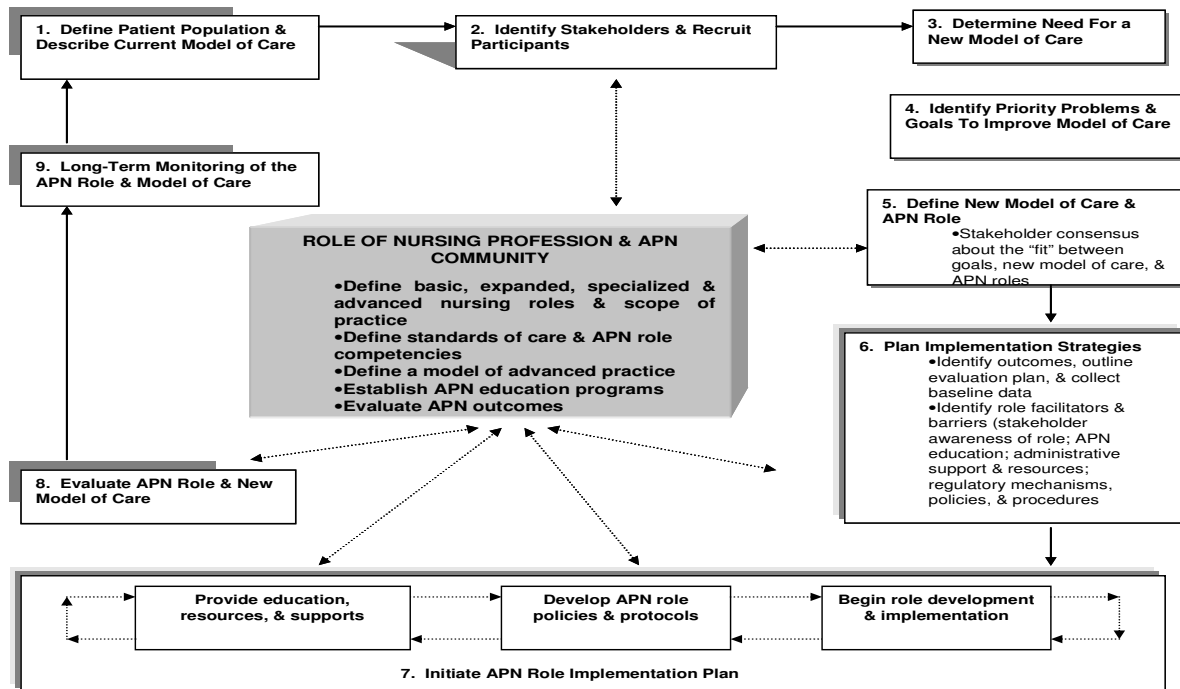 1. Define Patient Population &
Describe Current Model of Care
2. Identify Stakeholders & Recruit
Participants
3. Determine Need For a
New Model of Care
4. Identify Priority Problems &
Goals To Improve Model of Care
9. Long-Term Monitoring of the
APN Role & Model of Care
5. Define New Model of Care &
APN Role
•Stakeholder consensus
about the “fit” between
goals, new model of care, &
APN roles
ROLE OF NURSING PROFESSION & APN
COMMUNITY
•Define basic, expanded, specialized &
advanced nursing roles & scope of
practice
•Define standards of care & APN role
competencies
•Define a model of advanced practice
•Establish APN education programs
•Evaluate APN outcomes
6. Plan Implementation Strategies
•Identify outcomes, outline
evaluation plan, & collect
baseline data
•Identify role facilitators &
barriers (stakeholder
awareness of role; APN
education; administrative
support & resources;
regulatory mechanisms,
policies, & procedures
8. Evaluate APN Role & New
Model of Care
Provide education,
resources, & supports
Develop APN role
policies & protocols
Begin role development
& implementation
7. Initiate APN Role Implementation Plan